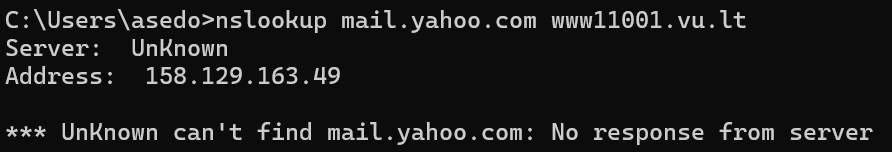 C:\Users\asedo>nslookup mail.yahoo.com www11001.vu.lt
Server:  UnKnown
Address:  158.129.163.49
*** UnKnown can't find mail.yahoo.com: No response from server